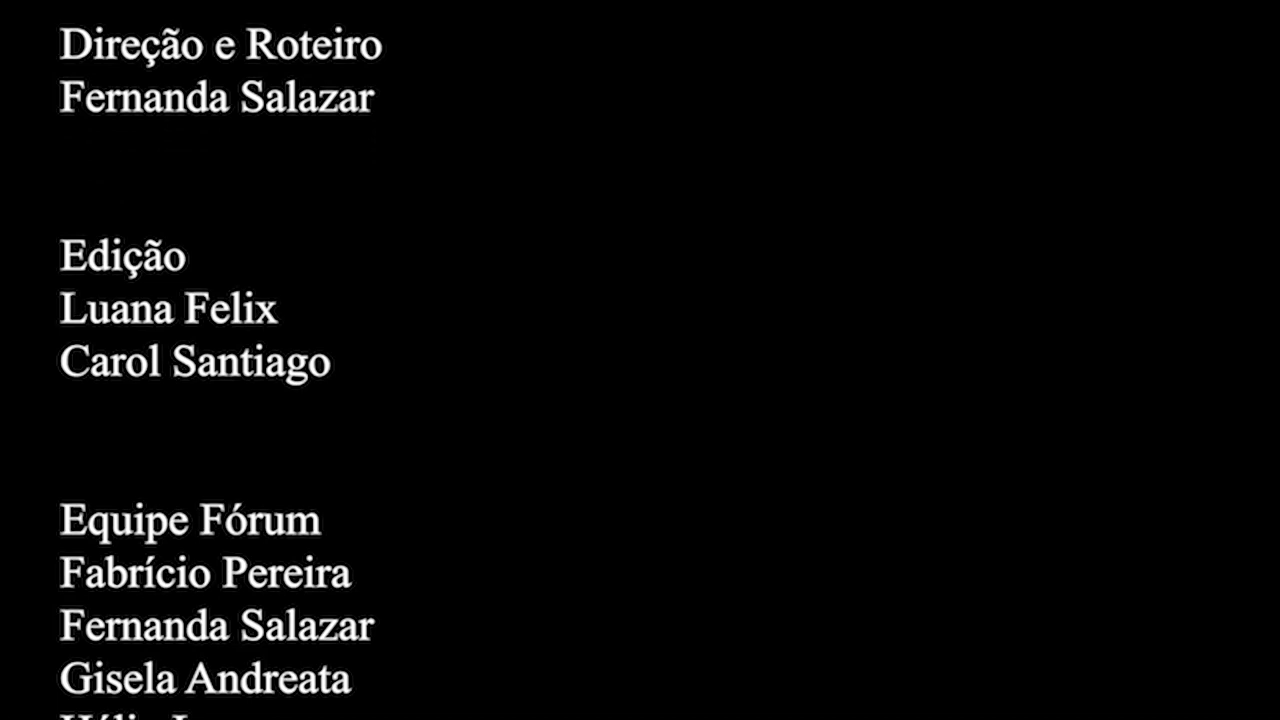 Direção e Roteiro
Fernanda Salazar
Edição
Luana Felix
Carol Santiago
Equipe Fórum
Fabrício Pereira
Fernanda Salazar
Gisela Andreata